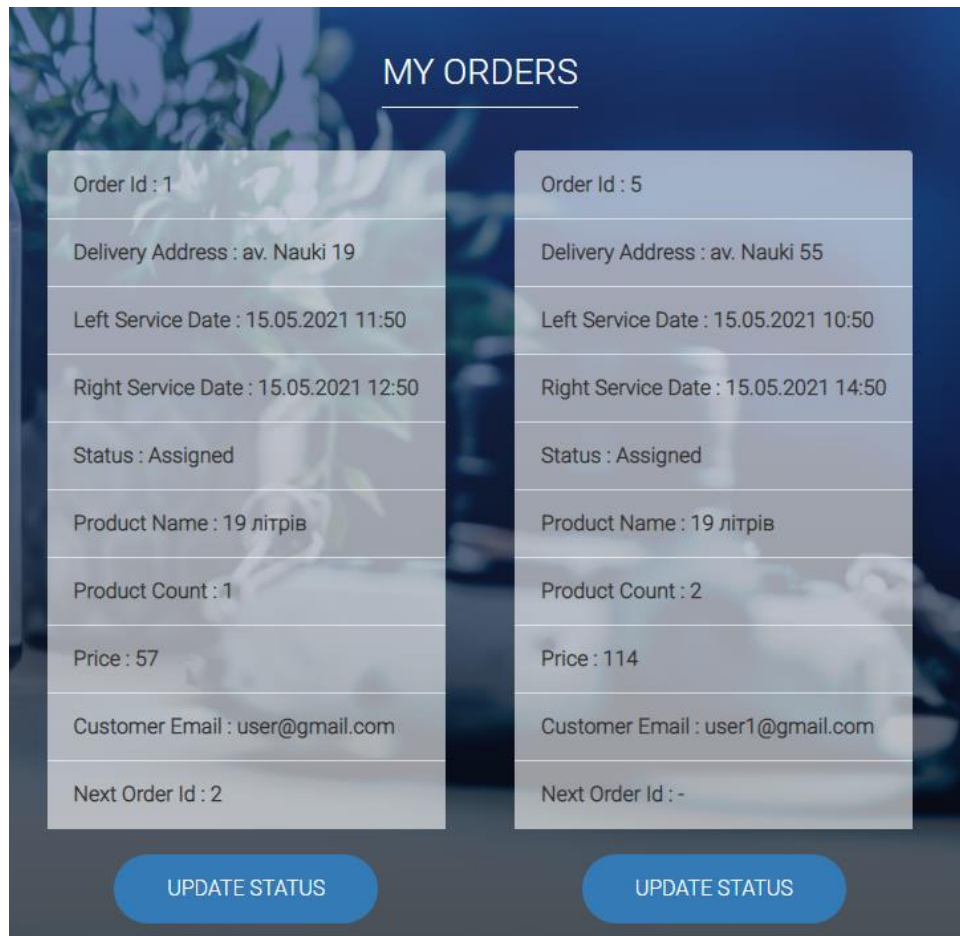 MY ORDERS
Order Id : 1
Delivery Address : av. Nauki 19
Left Service Date : 15.05.2021 11:50
Right Service Date : 15.05.2021 12:50
Status : Assigned
Product Name : 19 літрів
Product Count : 1
Price : 57
Customer Email : user@gmail.com
Next Order Id : 2
UPDATE STATUS
Order Id : 5
Delivery Address : av. Nauki 55
Left Service Date : 15.05.2021 10:50
Right Service Date : 15.05.2021 14:50
Status : Assigned
Product Name : 19 літрів
Product Count : 2
Price : 114
Customer Email : user1@gmail.com
Next Order Id : -
UPDATE STATUS